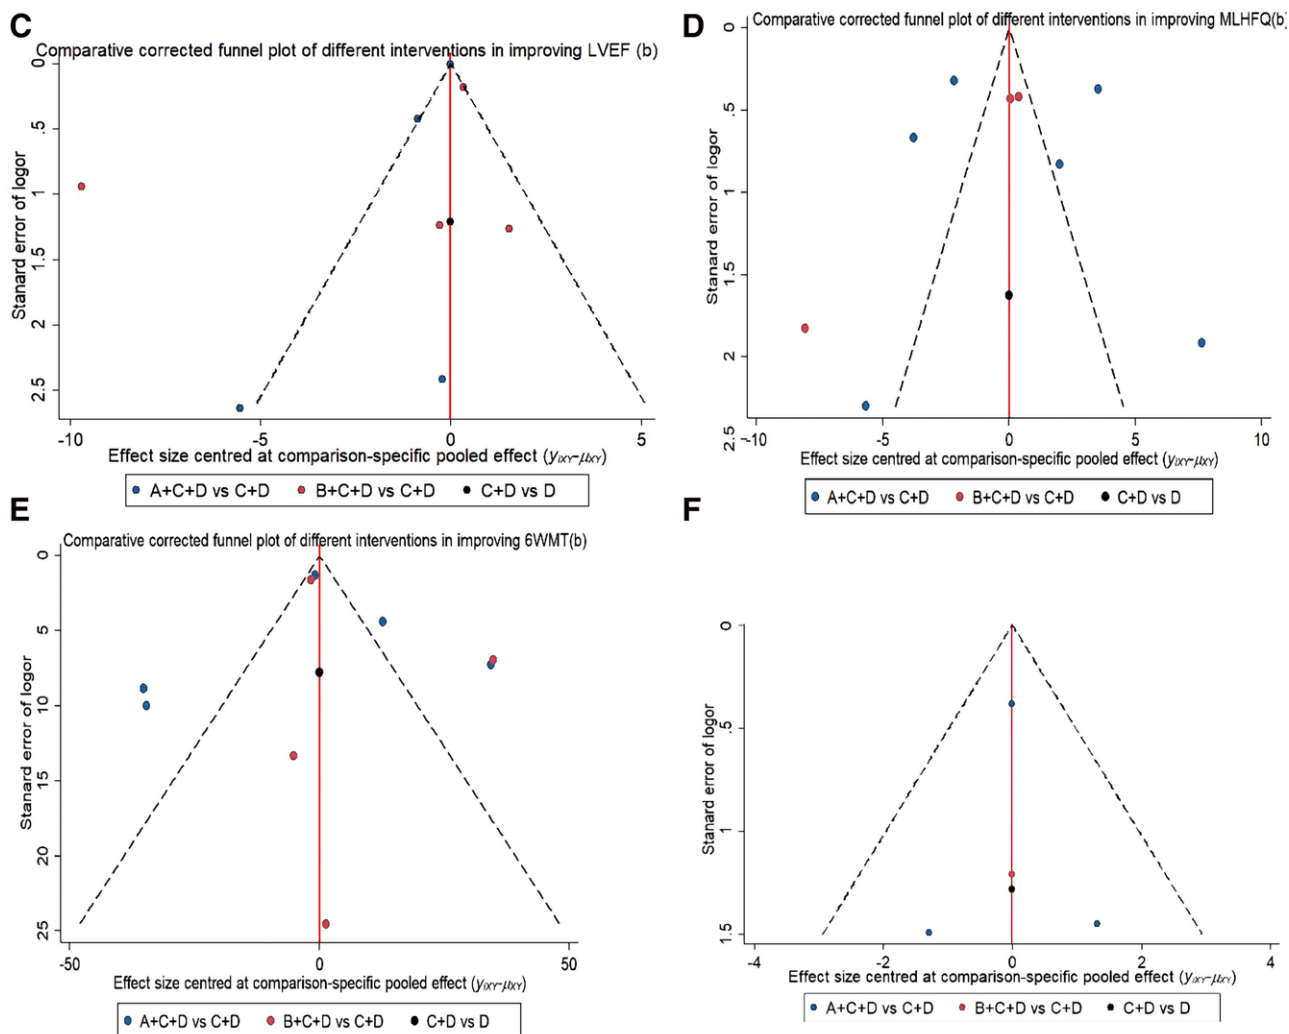 C
Comparative corrected funnel plot of different interventions in improving LVEF (b)
Stanard error of logor
0
.5
1
1.5
2
2.5
-10
-5
0
5
Effect size centred at comparison-specific pooled effect (yiXY-μXY)
A+C+D vs C+D
B+C+D vs C+D
C+D vs D
D
Comparative corrected funnel plot of different interventions in improving MLHFQ(b)
Stanard error of logor
0
.5
1
1.5
2
2.5
-10
-5
0
5
10
Effect size centred at comparison-specific pooled effect (yiXY-μXY)
A+C+D vs C+D
B+C+D vs C+D
C+D vs D
E
Comparative corrected funnel plot of different interventions in improving 6WMT(b)
Stanard error of logor
0
5
10
15
20
25
-50
0
50
Effect size centred at comparison-specific pooled effect (yiXY-μXY)
A+C+D vs C+D
B+C+D vs C+D
C+D vs D
F
Stanard error of logor
0
.5
1
1.5
-4
-2
0
2
4
Effect size centred at comparison-specific pooled effect (yiXY-μXY)
A+C+D vs C+D
B+C+D vs C+D
C+D vs D